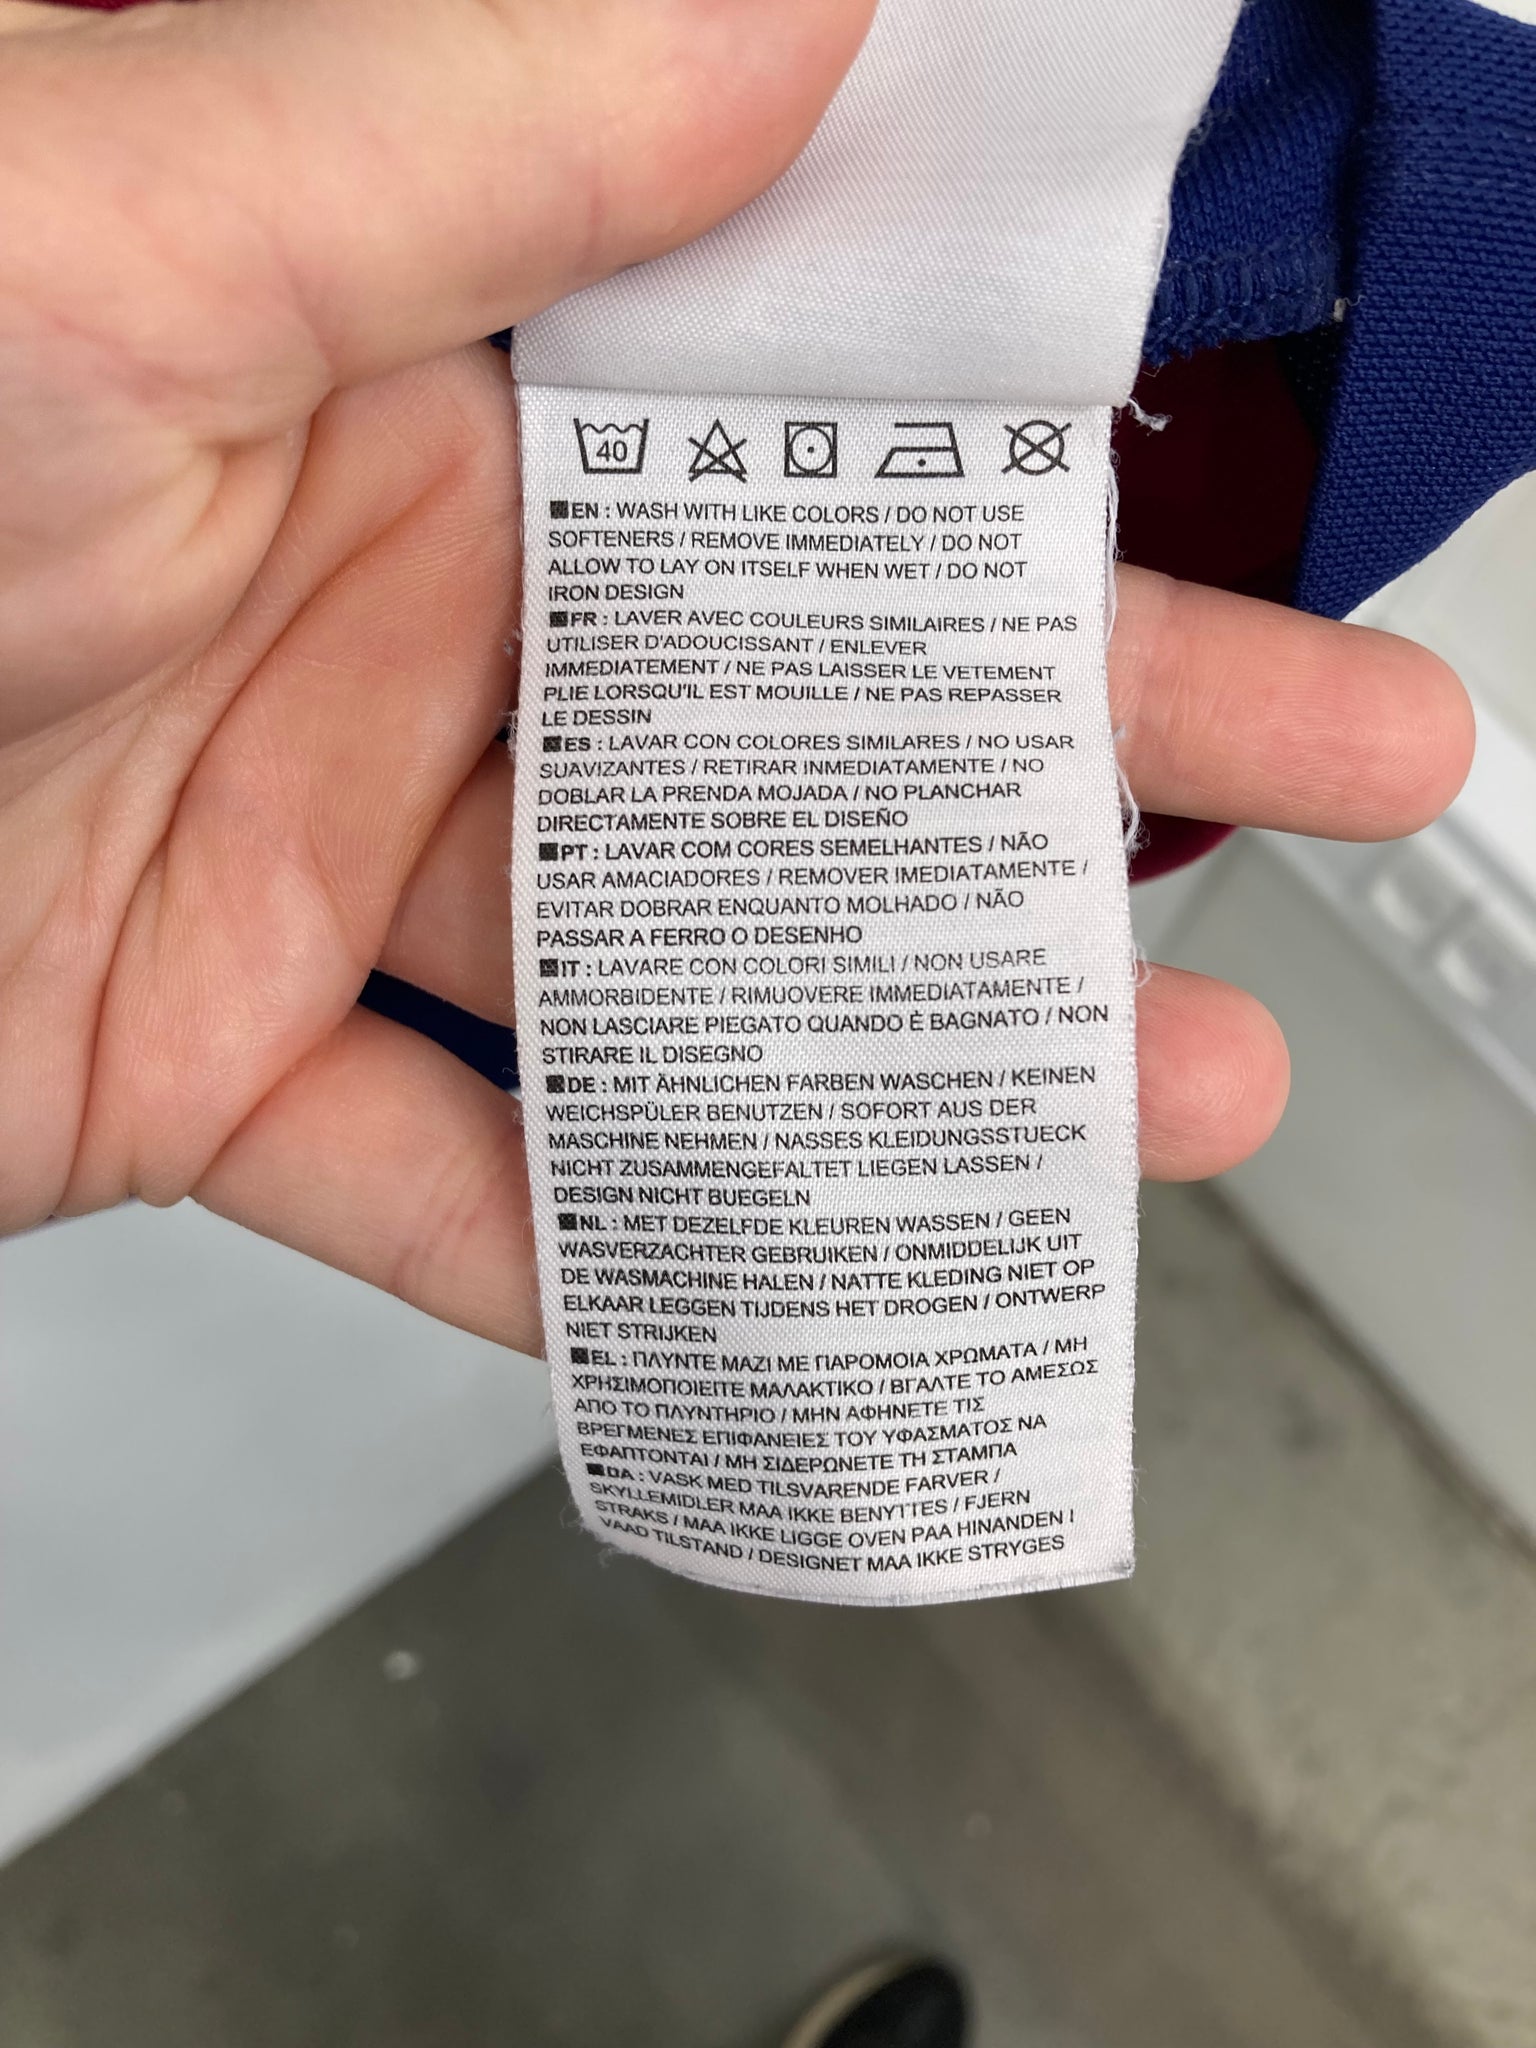 40
EN : WASH WITH LIKE COLORS / DO NOT USE
SOFTENERS / REMOVE IMMEDIATELY / DO NOT
ALLOW TO LAY ON ITSELF WHEN WET / DO NOT
IRON DESIGN
FR : LAVER AVEC COULEURS SIMILAIRES / NE PAS
UTILISER D'ADOUCISSANT / ENLEVER
IMMEDIATEMENT / NE PAS LAISSER LE VETEMENT
PLIE LORSQU'IL EST MOUILLE / NE PAS REPASSER
LE DESSIN
ES : LAVAR CON COLORES SIMILARES / NO USAR
SUAVIZANTES / RETIRAR INMEDIATAMENTE / NO
DOBLAR LA PRENDA MOJADA / NO PLANCHAR
DIRECTAMENTE SOBRE EL DISEÑO
PT : LAVAR COM CORES SEMELHANTES / NÃO
USAR AMACIADORES / REMOVER IMEDIATAMENTE /
EVITAR DOBRAR ENQUANTO MOLHADO / NÃO
PASSAR A FERRO O DESENHO
IT : LAVARE CON COLORI SIMILI / NON USARE
AMMORBIDENTE / RIMUOVERE IMMEDIATAMENTE /
NON LASCIARE PIEGATO QUANDO È BAGNATO / NON
STIRARE IL DISEGNO
DE : MIT ÄHNLICHEN FARBEN WASCHEN / KEINEN
WEICHSPÜLER BENUTZEN / SOFORT AUS DER
MASCHINE NEHMEN / NASSES KLEIDUNGSSTUECK
NICHT ZUSAMMENGEFALTET LIEGEN LASSEN /
DESIGN NICHT BUEGELN
NL : MET DEZELFDE KLEUREN WASSEN / GEEN
WASVERZACHTER GEBRUIKEN / ONMIDDELIJK UIT
DE WASMACHINE HALEN / NATTE KLEDING NIET OP
ELKAAR LEGGEN TIJDENS HET DROGEN / ONTWERP
NIET STRIJKEN
EL : ΠΛΥΝΤΕ ΜΑΖΙ ΜΕ ΠΑΡΟΜΟΙΑ ΧΡΩΜΑΤΑ / ΜΗ
ΧΡΗΣΙΜΟΠΟΙΕΙΤΕ ΜΑΛΑΚΤΙΚΟ / ΒΓΑΛΤΕ ΤΟ ΑΜΕΣΩΣ
ΑΠΟ ΤΟ ΠΛΥΝΤΗΡΙΟ / ΜΗΝ ΑΦΗΝΕΤΕ ΤΙΣ
ΒΡΕΓΜΕΝΕΣ ΕΠΙΦΑΝΕΙΕΣ ΤΟΥ ΥΦΑΣΜΑΤΟΣ ΝΑ
ΕΦΑΠΤΟΝΤΑΙ / ΜΗ ΣΙΔΕΡΩΝΕΤΕ ΤΗ ΣΤΑΜΠΑ
DA : VASK MED TILSVARENDE FARVER /
SKYLLEMIDLER MAA IKKE BENYTTES / FJERN
STRAKS / MAA IKKE LIGGE OVEN PAA HINANDEN I
VAAD TILSTAND / DESIGNET MAA IKKE STRYGES